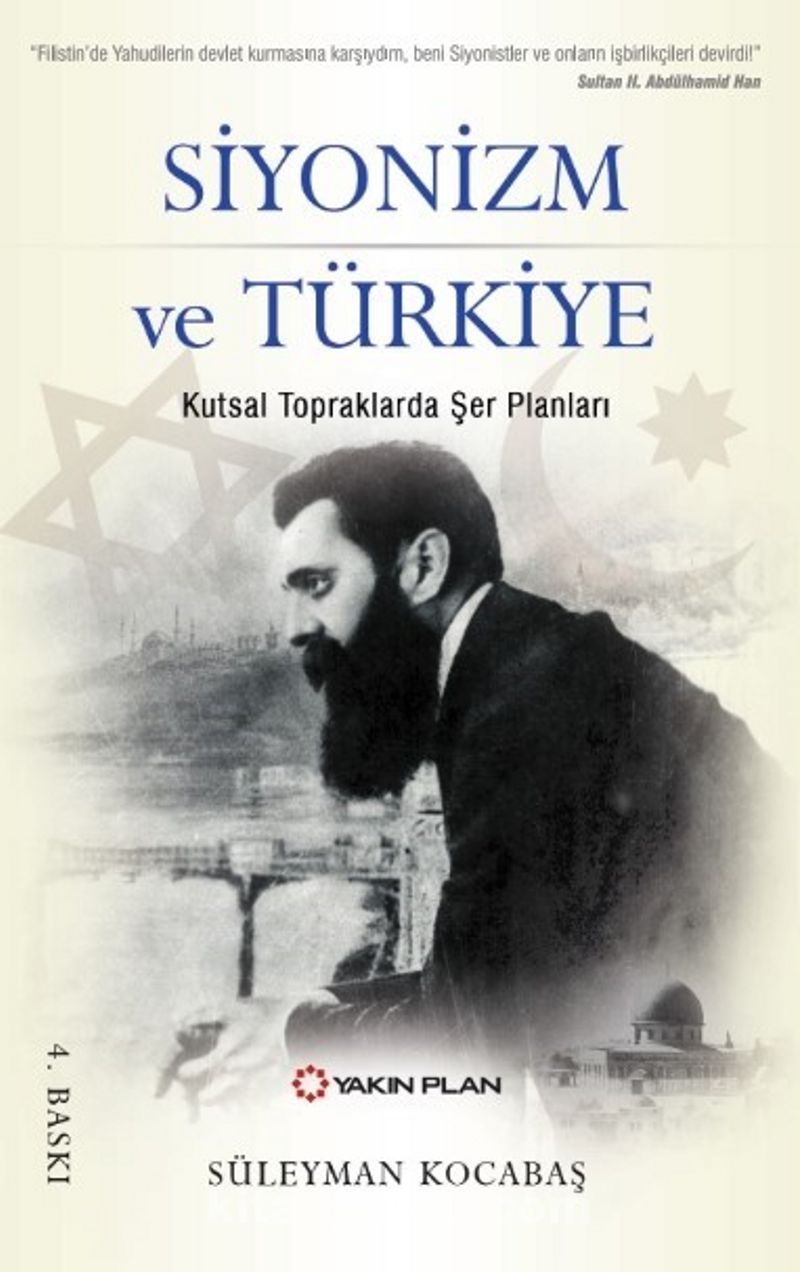 "Filistin'de Yahudilerin devlet kurmasına karşıydım, beni Siyonistler ve onların işbirlikçileri devirdi!"
Sultan II. Abdülhamid Han
SİYONİZM
ve TÜRKİYE
Kutsal Topraklarda Şer Planları
4. BASKI
YAKIN PLAN
SÜLEYMAN KOCABAŞ